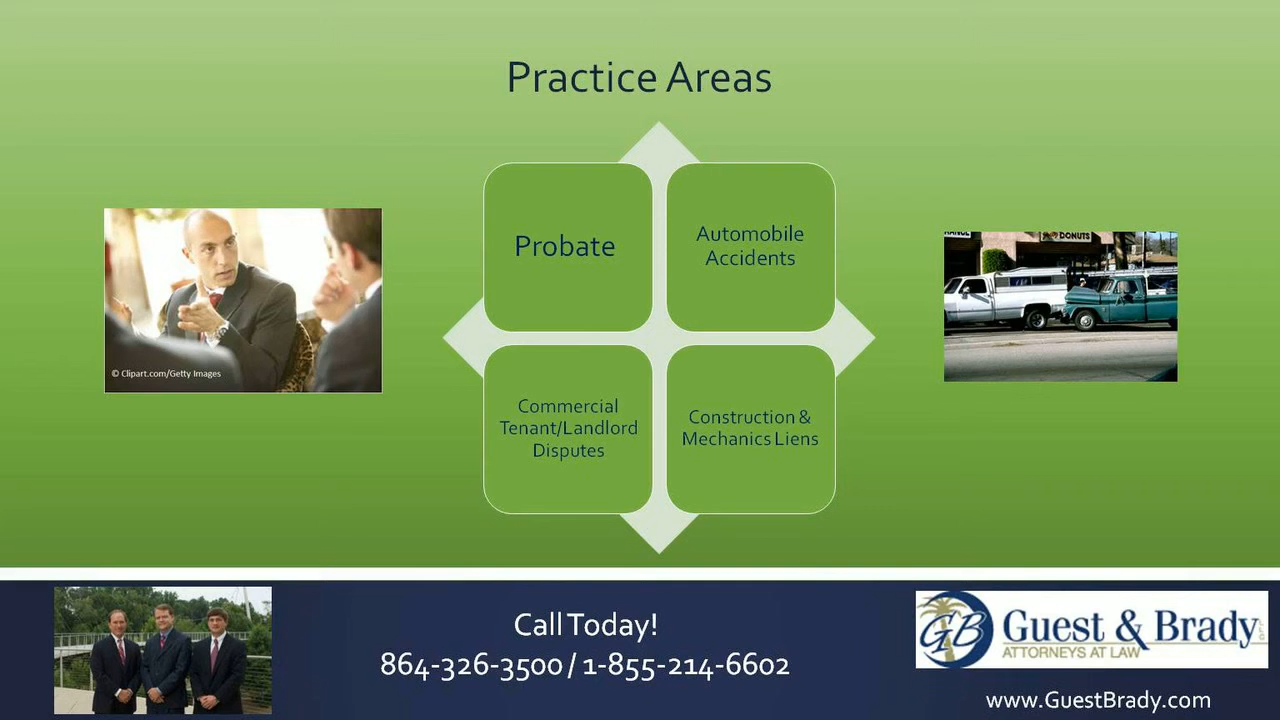 Practice Areas
Probate
Automobile
Accidents
Commercial
Tenant/Landlord
Disputes
Construction &
Mechanics Liens
© Clipart.com/Getty Images
DONUTS
Call Today!
864-326-3500 / 1-855-214-6602
GB
Guest & Brady
ATTORNEYS AT LAW
www.GuestBrady.com